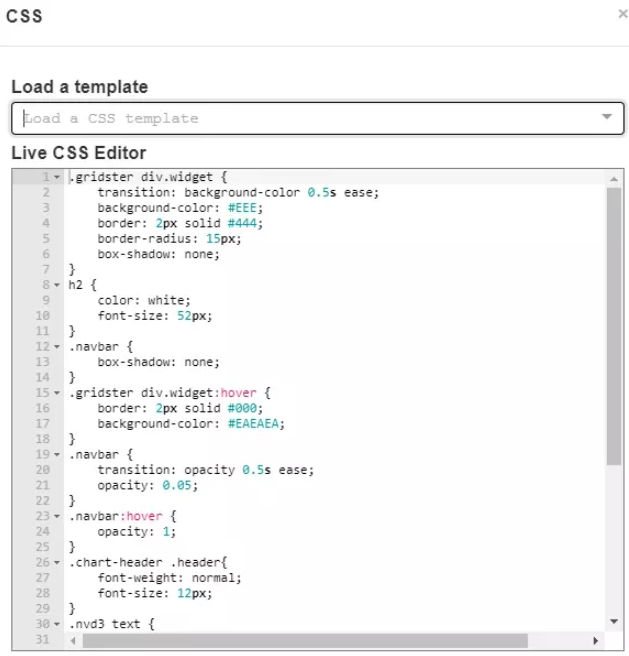 CSS
×
Load a template
Load a CSS template
Live CSS Editor
1 .gridster div.widget {
2     transition: background-color 0.5s ease;
3     background-color: #EEE;
4     border: 2px solid #444;
5     border-radius: 15px;
6     box-shadow: none;
7 }
8 h2 {
9     color: white;
10     font-size: 52px;
11 }
12 .navbar {
13     box-shadow: none;
14 }
15 .gridster div.widget:hover {
16     border: 2px solid #000;
17     background-color: #EAEAEA;
18 }
19 .navbar {
20     transition: opacity 0.5s ease;
21     opacity: 0.05;
22 }
23 .navbar:hover {
24     opacity: 1;
25 }
26 .chart-header .header{
27     font-weight: normal;
28     font-size: 12px;
29 }
30 .nvd3 text {
31